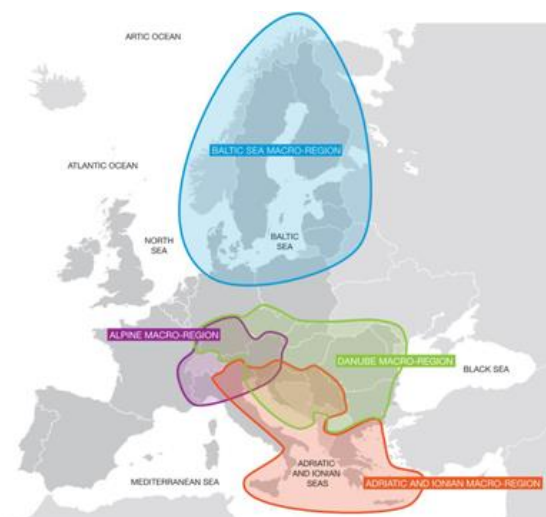 ARTIC OCEAN
BALTIC SEA MACRO-REGION
ATLANTIC OCEAN
NORTH
SEA
BALTIC
SEA
ALPINE MACRO-REGION
DANUBE MACRO-REGION
BLACK SEA
ADRIATIC
AND IONIAN
SEAS
MEDITERRANEAN SEA
ADRIATIC AND IONIAN MACRO-REGION